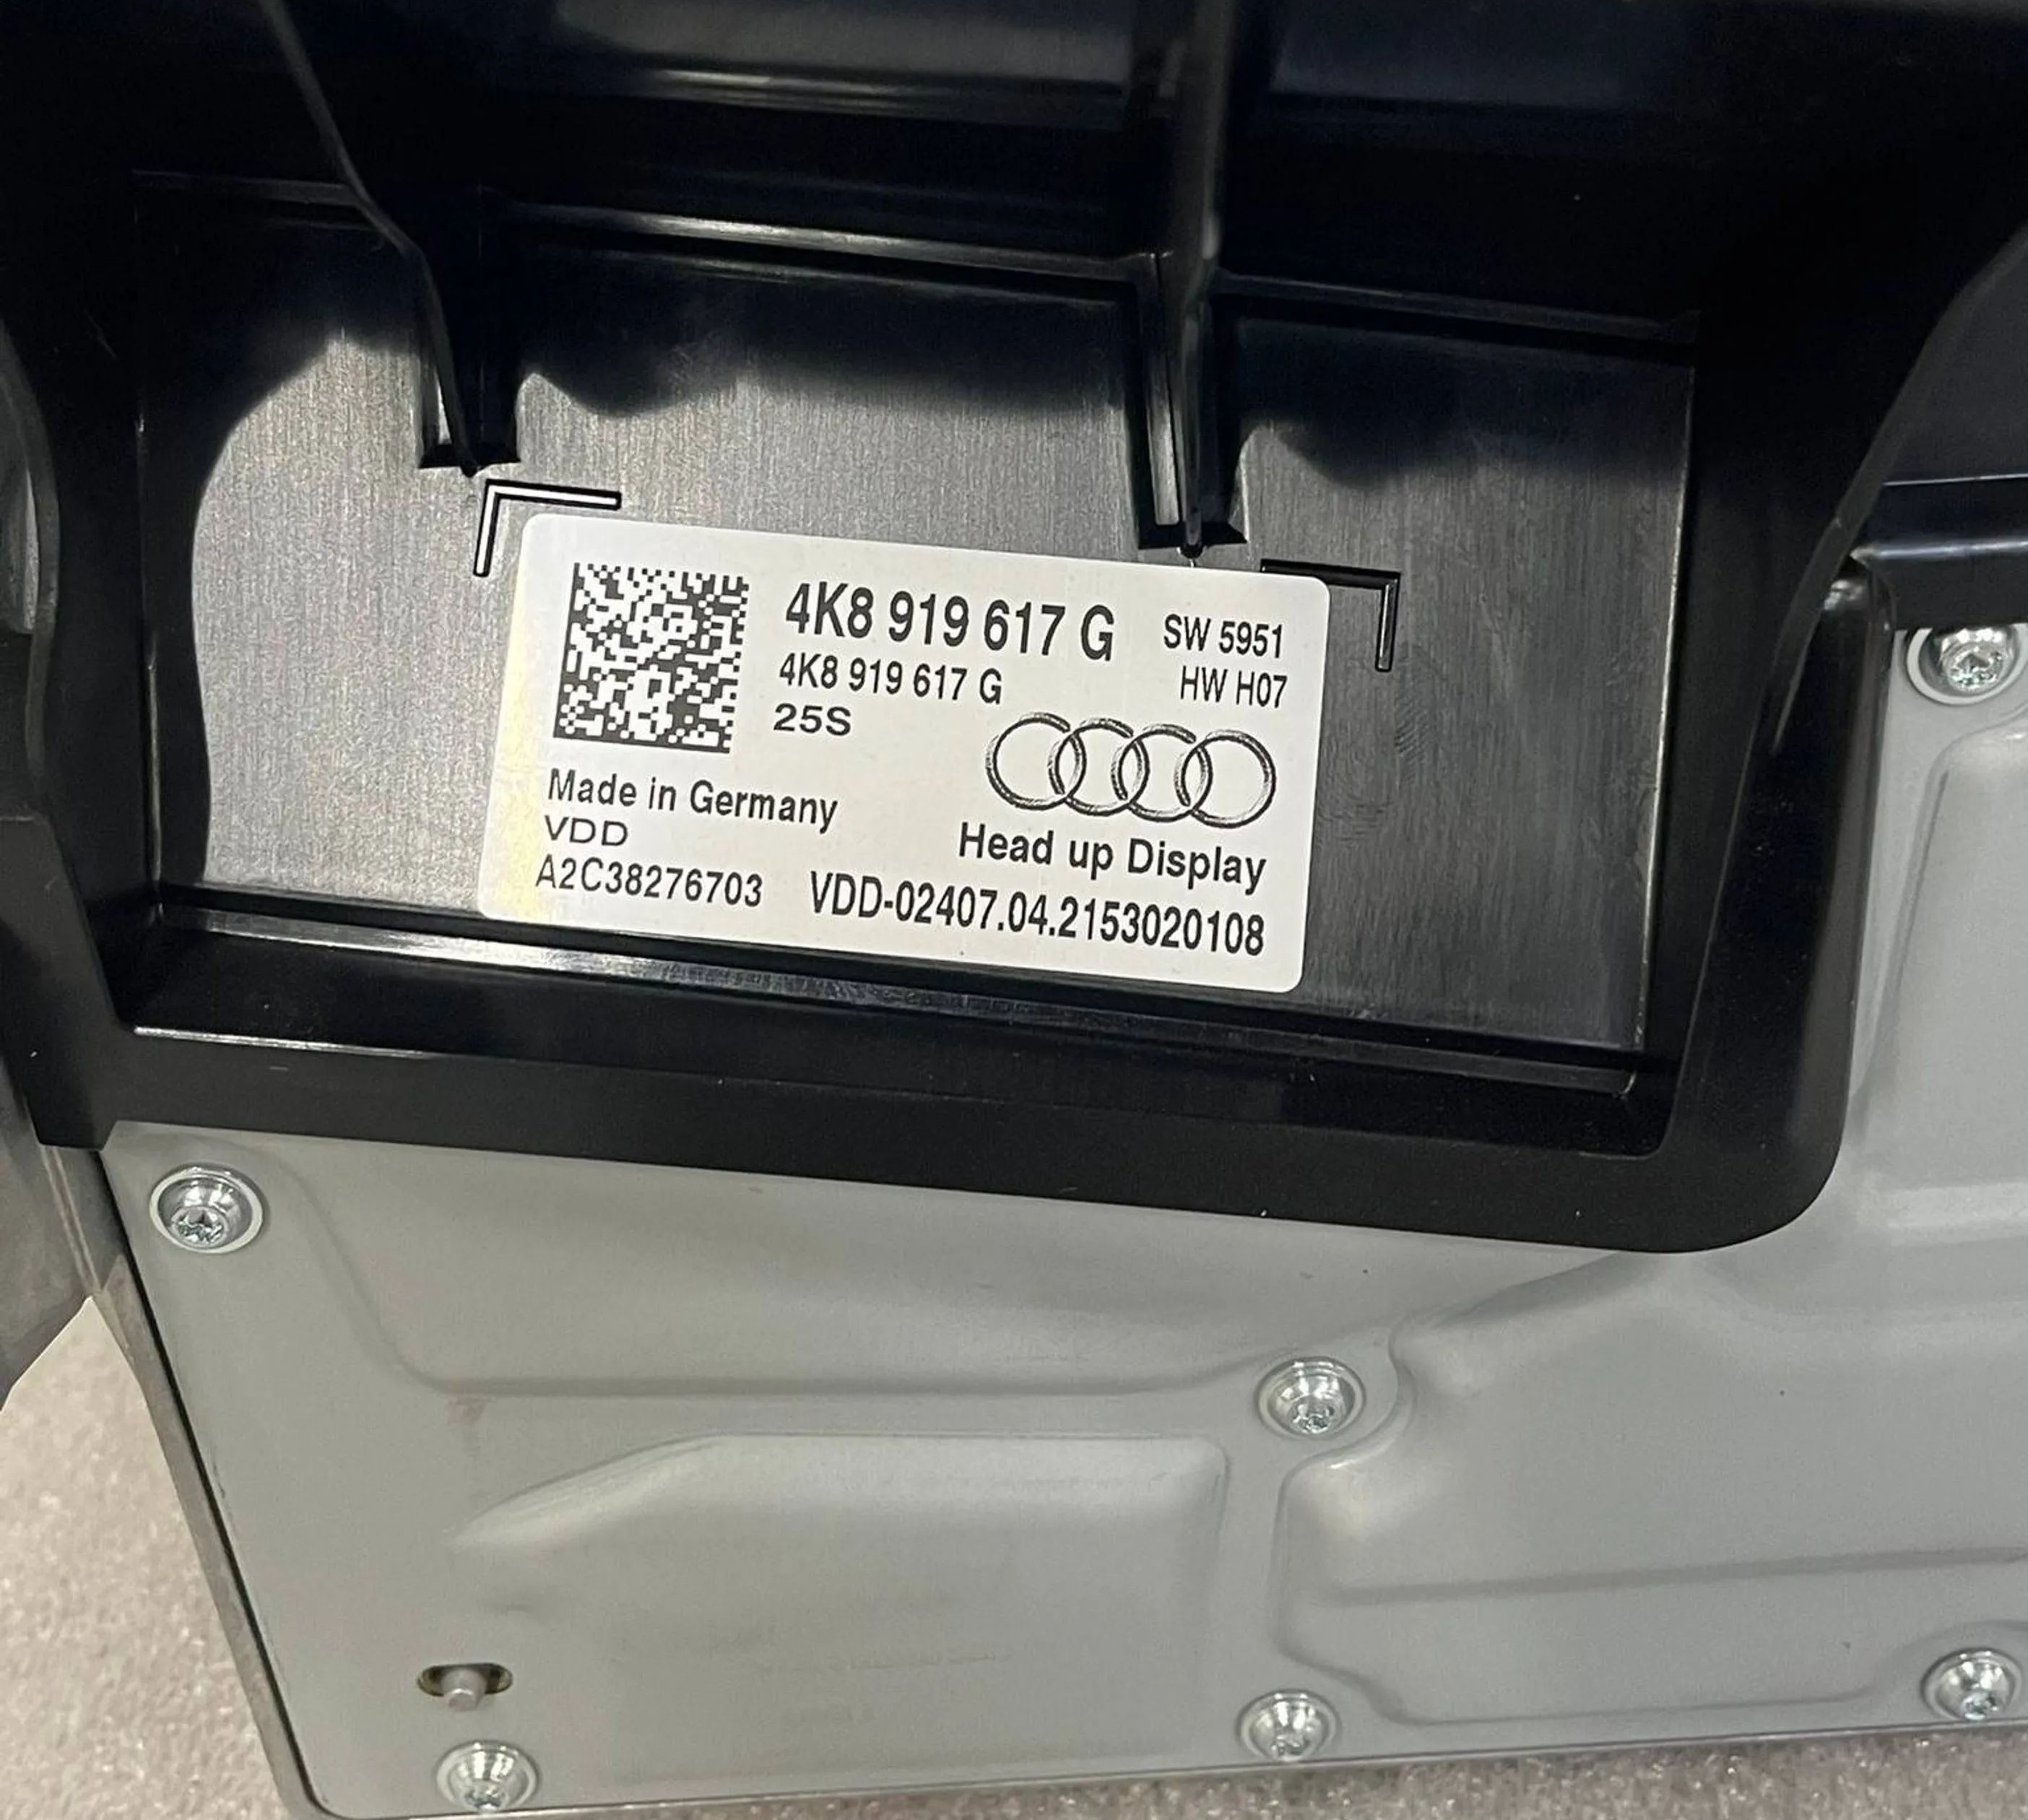 4K8 919 617 G SW 5951
4K8 919 617 G HW H07
25S
Made in Germany
VDD Head up Display
A2C38276703 VDD-02407.04.2153020108